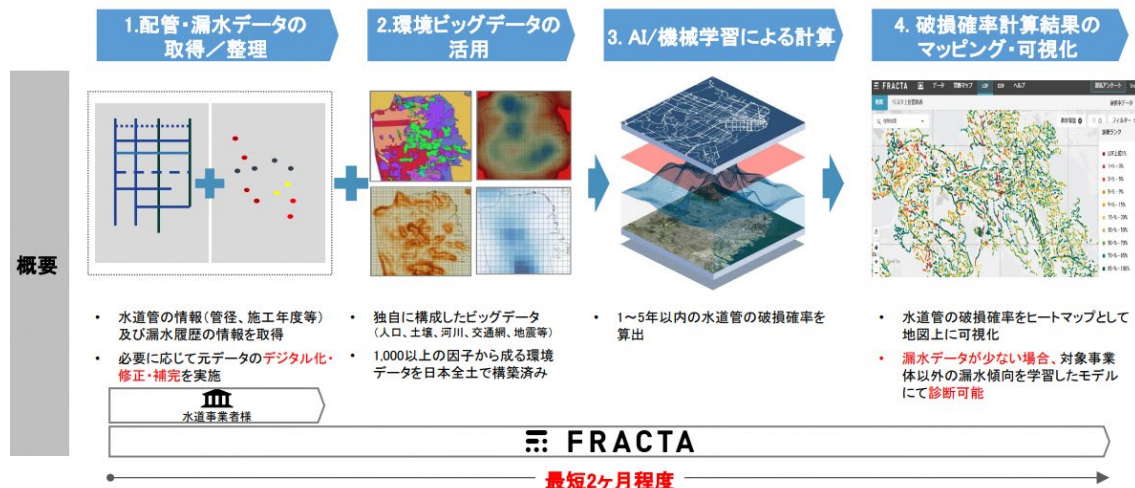 1.配管・漏水データの
取得／整理
2.環境ビッグデータの
活用
3. AI/機械学習による計算
4. 破損確率計算結果の
マッピング・可視化
概要
FRACTA
データ
ヘルプ
・ 水道管の情報(管径、施工年度等)
及び漏水履歴の情報を取得
・ 必要に応じて元データのデジタル化・
修正・補完を実施
・ 独自に構成したビッグデータ
(人口、土壌、河川、交通網、地震等)
・ 1,000以上の因子から成る環境
データを日本全土で構築済み
・ 1～5年以内の水道管の破損確率を
算出
・ 水道管の破損確率をヒートマップとして
地図上に可視化
・ 漏水データが少ない場合、対象事業
体以外の漏水傾向を学習したモデル
にて診断可能
水道事業者様
FRACTA
最短2ヶ月程度